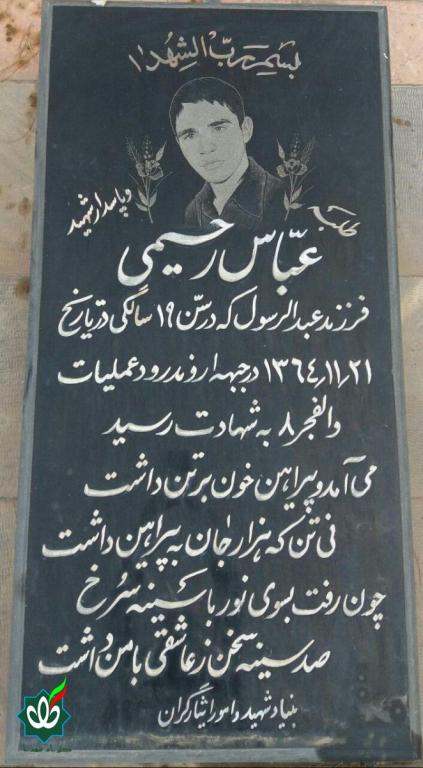 بسم رب الشهدا
طلبه و پاسدار شهید
عباس رحیمی
فرزند عبدالرسول که در سن ۱۹ سالگی در تاریخ
۱۳۶۴٫۱۱٫۲۱ در جبهه اروندرود عملیات
والفجر ۸ به شهادت رسید
می آمد و پیراهن خون بر تن داشت
نی تن که هزار جان به پیراهن داشت
چون رفت بسوی نور با سینه سرخ
صد سینه سخن ز عاشقی با من داشت
بنیاد شهید و امور ایثارگران